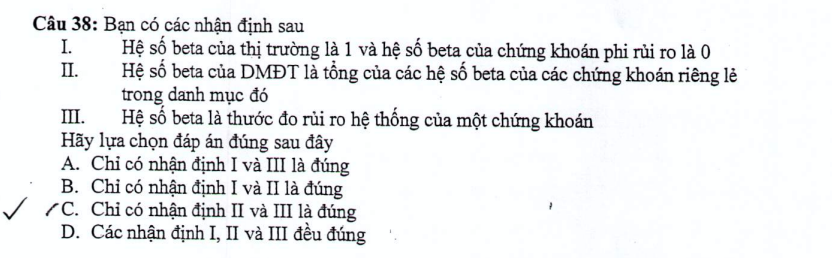 Câu 38: Bạn có các nhận định sau
I. Hệ số beta của thị trường là 1 và hệ số beta của chứng khoán phi rủi ro là 0
II. Hệ số beta của DMĐT là tổng của các hệ số beta của các chứng khoán riêng lẻ
trong danh mục đó
III. Hệ số beta là thước đo rủi ro hệ thống của một chứng khoán
Hãy lựa chọn đáp án đúng sau đây
A. Chỉ có nhận định I và III là đúng
B. Chỉ có nhận định I và II là đúng
C. Chỉ có nhận định II và III là đúng
D. Các nhận định I, II và III đều đúng